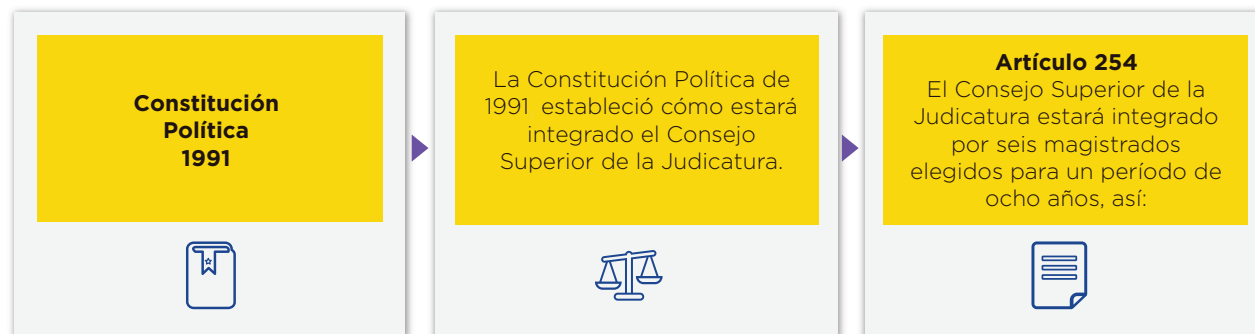 Constitución
Política
1991
La Constitución Política de
1991 estableció cómo estará
integrado el Consejo
Superior de la Judicatura.
Artículo 254
El Consejo Superior de la
Judicatura estará integrado
por seis magistrados
elegidos para un período de
ocho años, así: